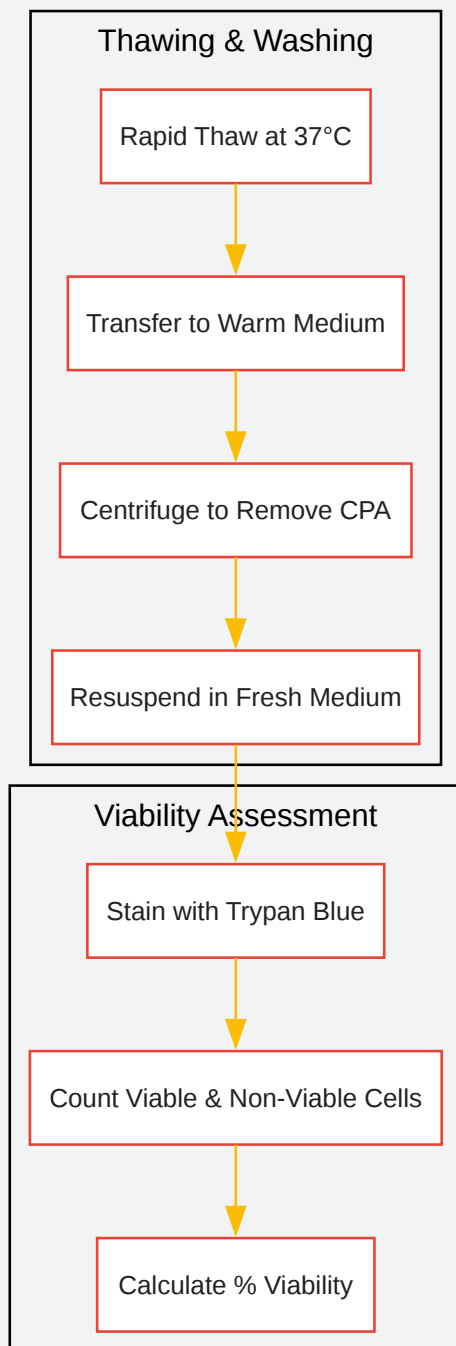 Thawing & Washing
Rapid Thaw at 37°C
Transfer to Warm Medium
Centrifuge to Remove CPA
Resuspend in Fresh Medium
Viability Assessment
Stain with Trypan Blue
Count Viable & Non-Viable Cells
Calculate % Viability